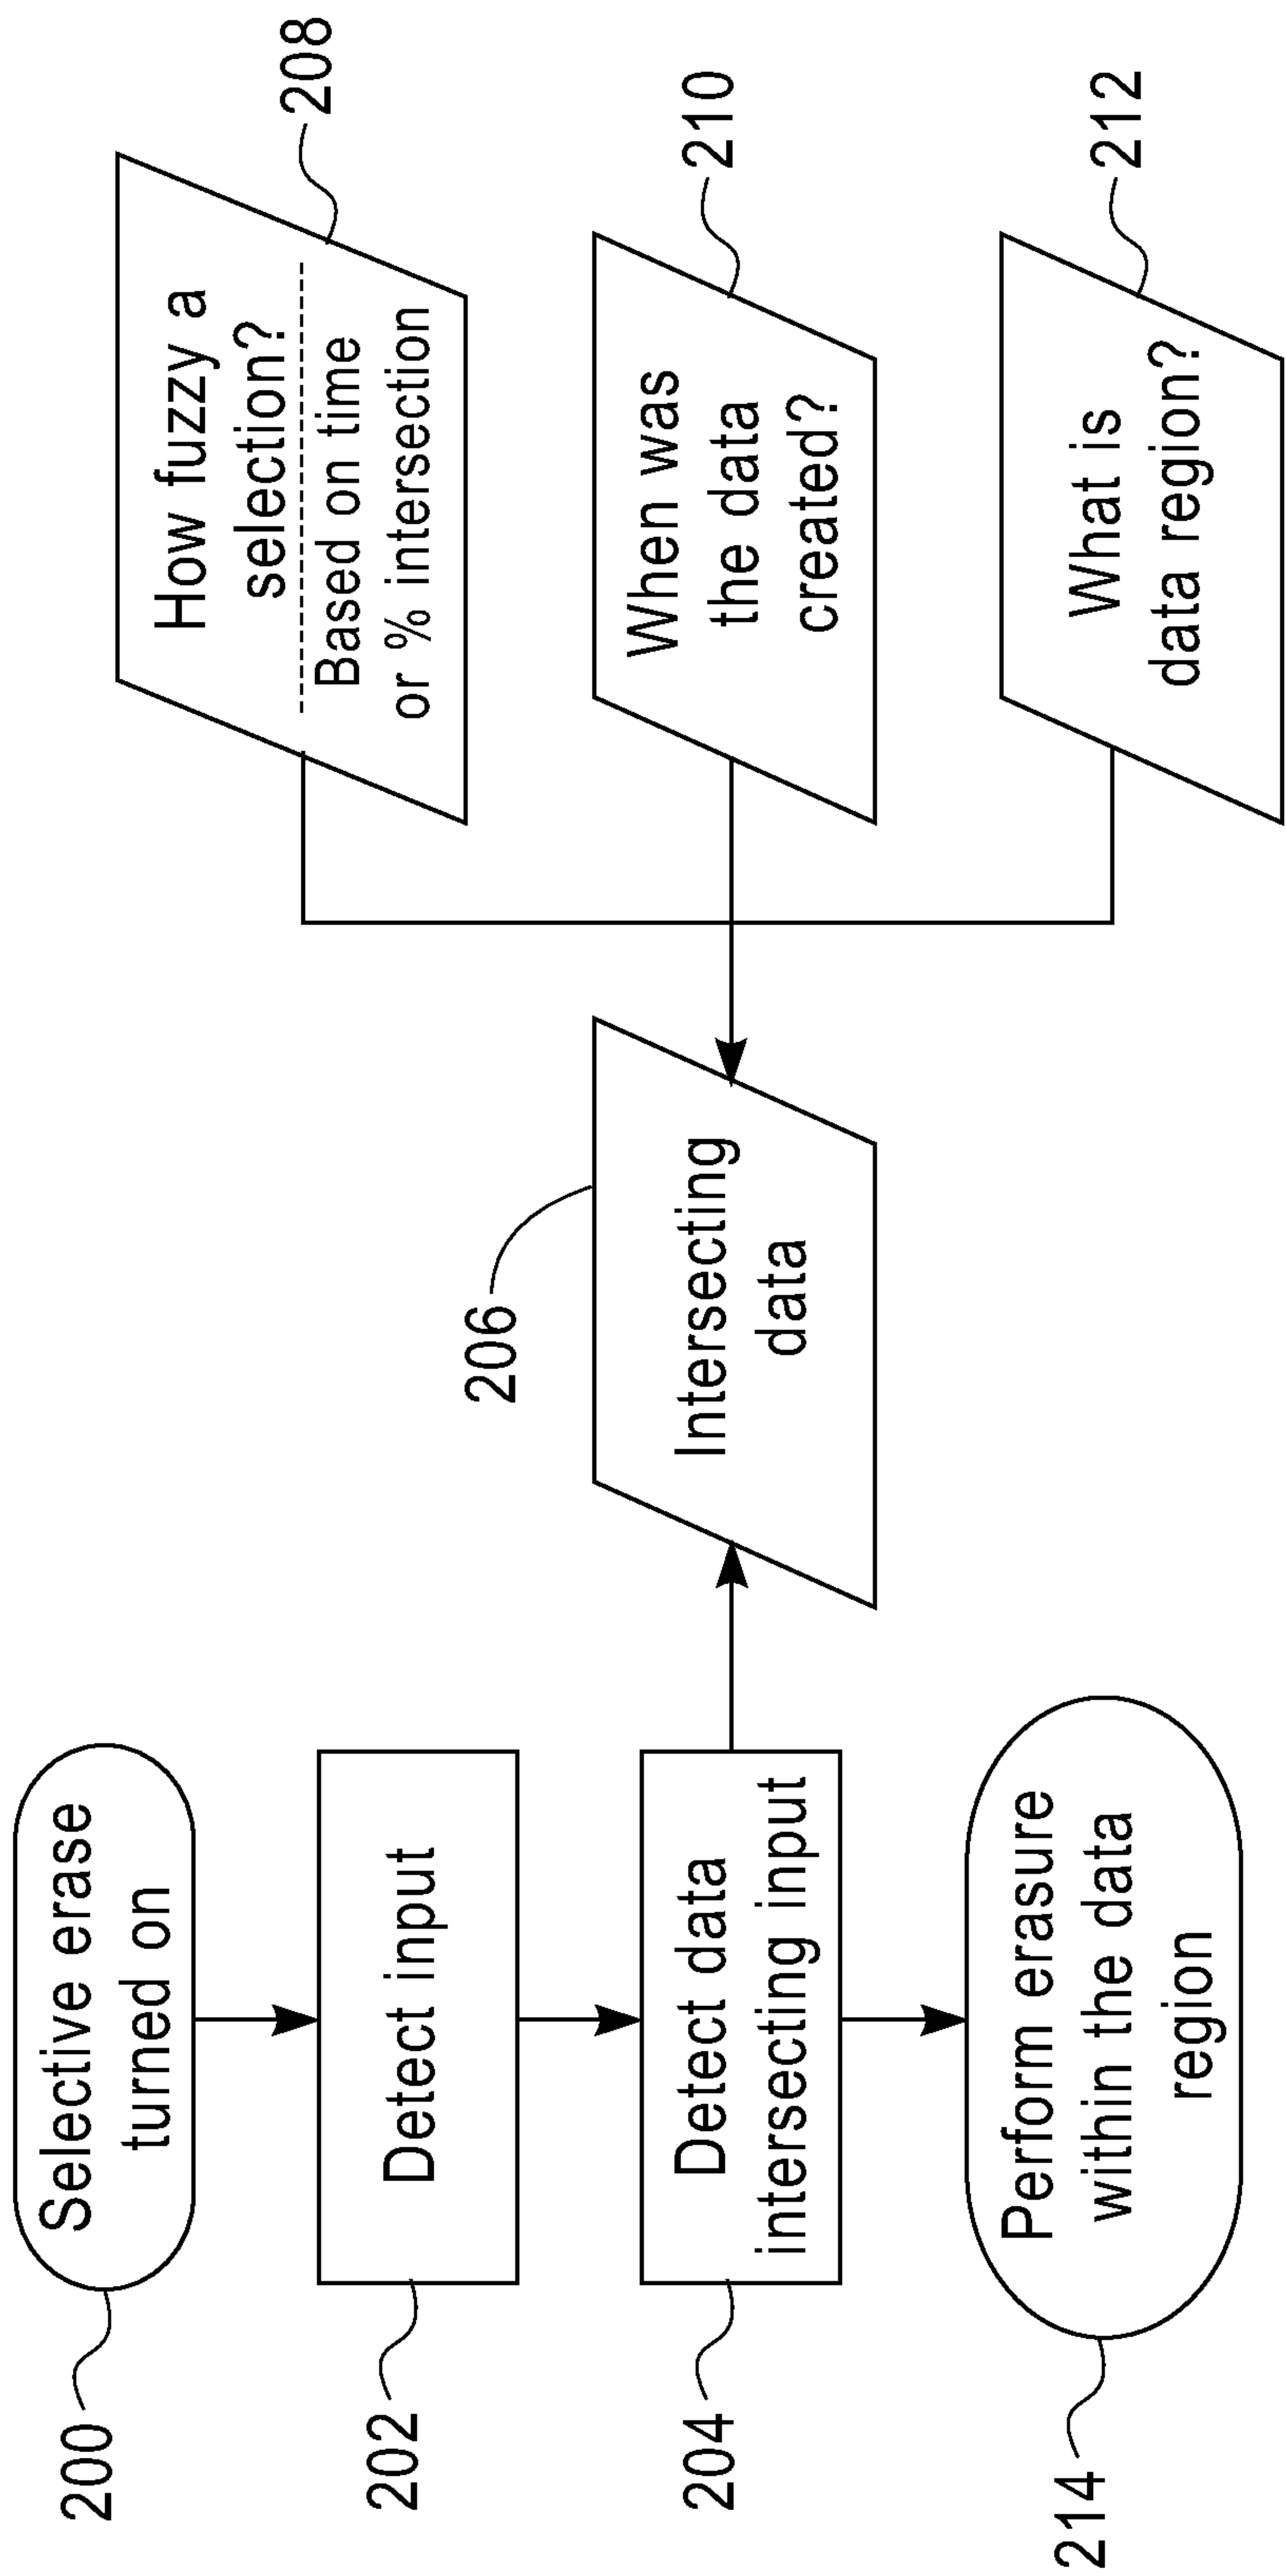 200
Selective erase
turned on
202
Detect input
204
Detect data
intersecting input
214
Perform erasure
within the data
region
206
Intersecting
data
How fuzzy a
selection?
Based on time
or % intersection
208
When was
the data
created?
210
What is
data region?
212